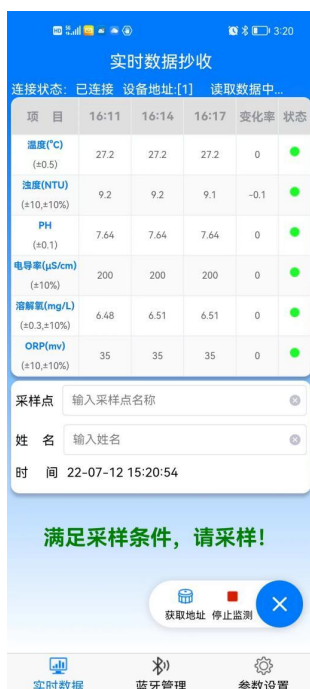 3:20
实时数据抄收
连接状态: 已连接 设备地址:[1] 读取数据中...
项 目 16:11 16:14 16:17 变化率 状态
温度(℃)
(±0.5) 27.2 27.2 27.2 0
浊度(NTU)
(±10,±10%) 9.2 9.2 9.1 -0.1
PH
(±0.1) 7.64 7.64 7.64 0
电导率(μS/cm)
(±10%) 200 200 200 0
溶解氧(mg/L)
(±0.3,±10%) 6.48 6.51 6.51 0
ORP(mv)
(±10,±10%) 35 35 35 0
采样点 输入采样点名称
姓 名 输入姓名
时 间 22-07-12 15:20:54
满足采样条件，请采样!
获取地址 停止监测
实时数据 蓝牙管理 参数设置